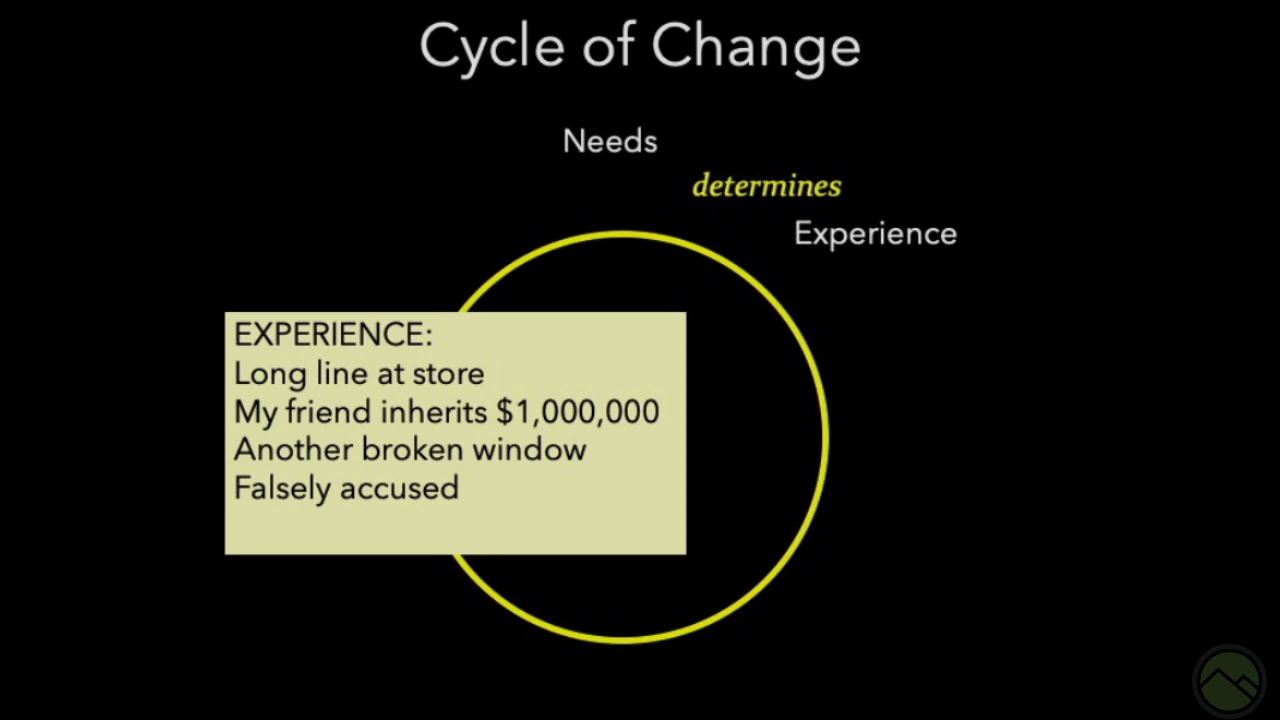 Cycle of Change
Needs
determines
Experience
EXPERIENCE:
Long line at store
My friend inherits $1,000,000
Another broken window
Falsely accused